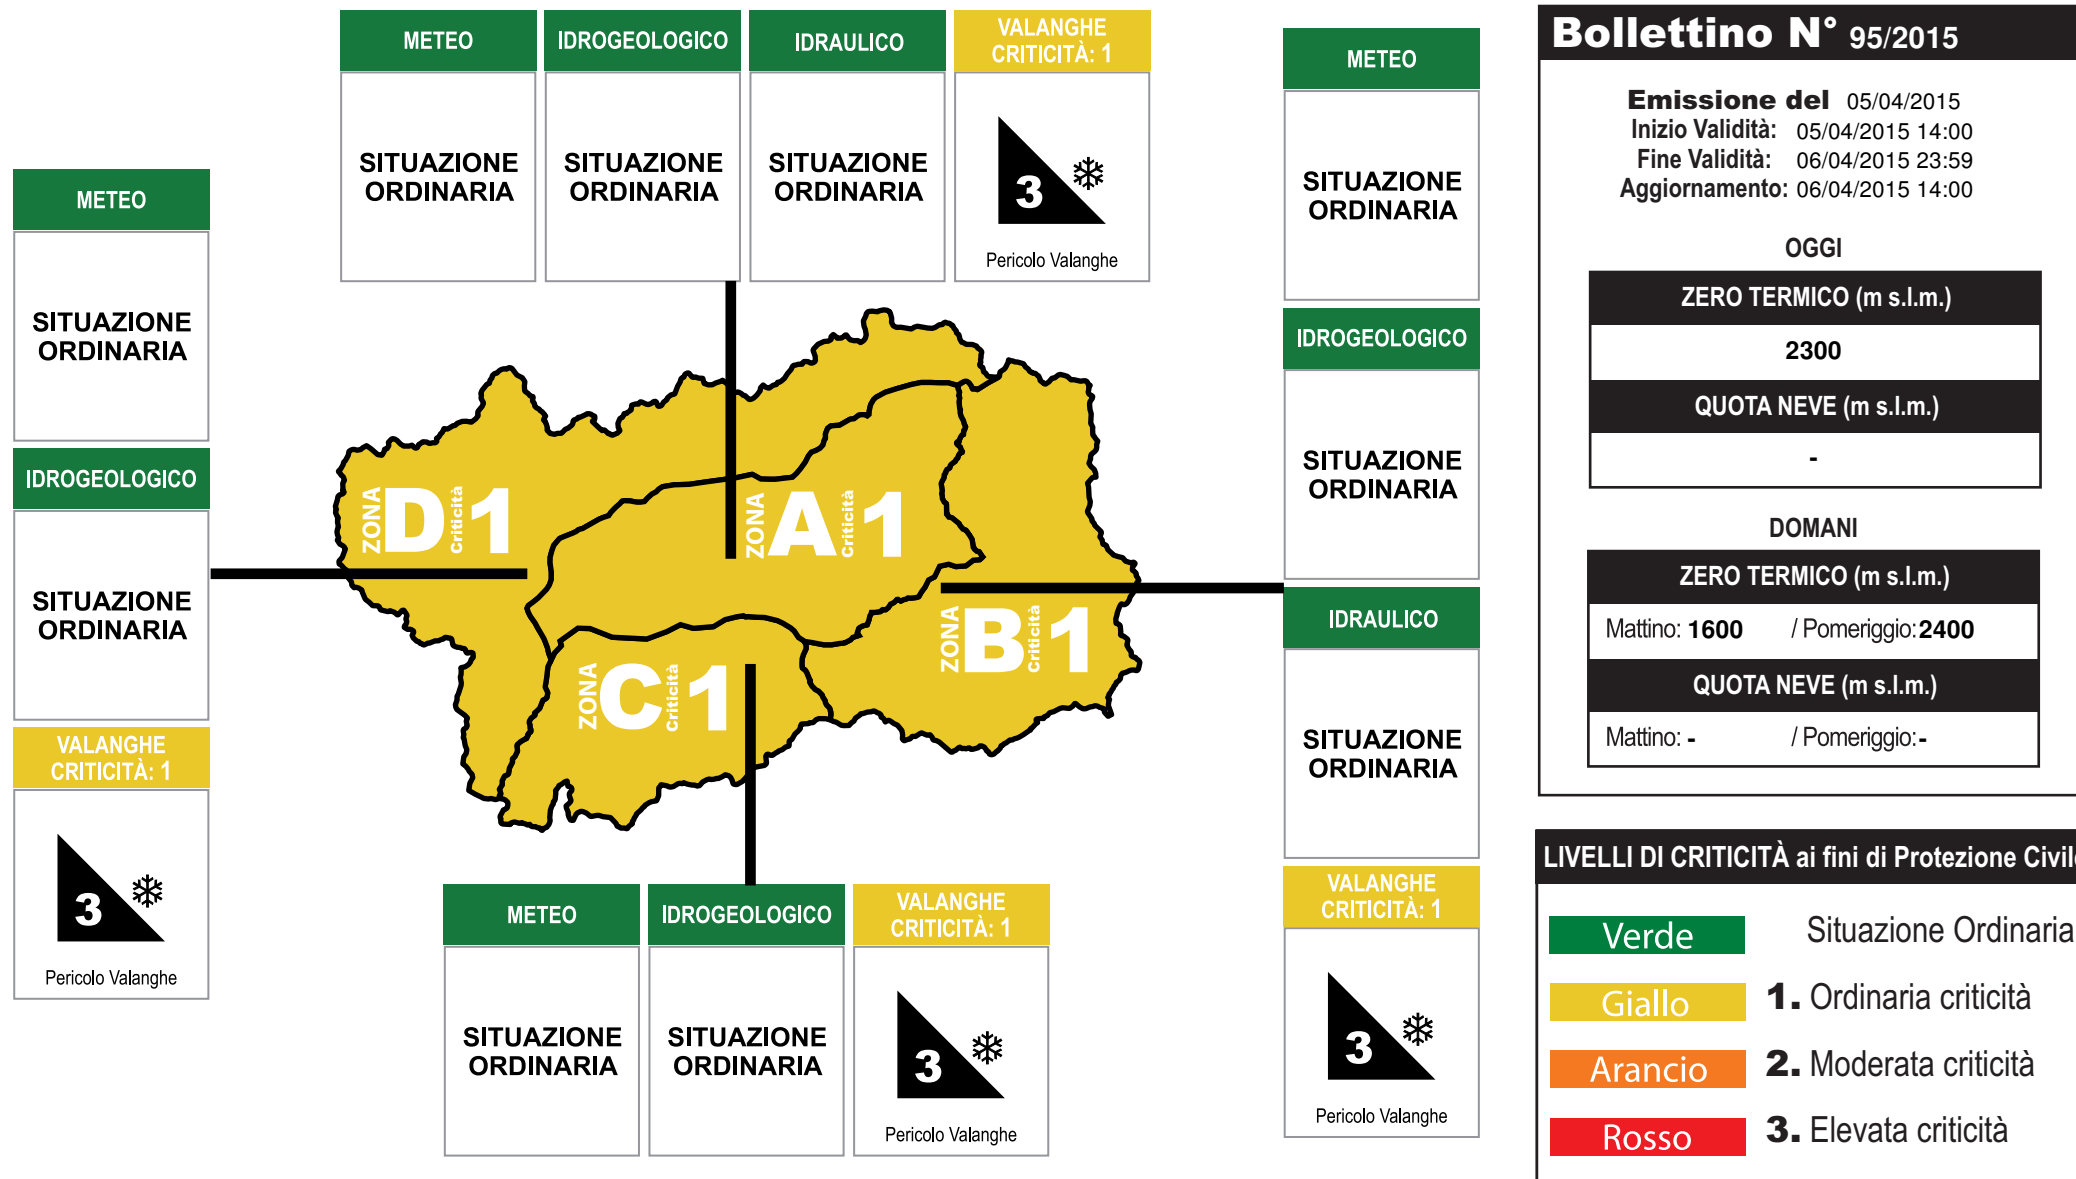 METEO
IDROGEOLOGICO
IDRAULICO
VALANGHE
CRITICITÀ: 1
SITUAZIONE
ORDINARIA
SITUAZIONE
ORDINARIA
SITUAZIONE
ORDINARIA
3
Pericolo Valanghe
METEO
SITUAZIONE
ORDINARIA
IDROGEOLOGICO
SITUAZIONE
ORDINARIA
VALANGHE
CRITICITÀ: 1
3
Pericolo Valanghe
ZONA D Criticità 1
ZONA A Criticità 1
ZONA B Criticità 1
ZONA C Criticità 1
METEO
IDROGEOLOGICO
VALANGHE
CRITICITÀ: 1
SITUAZIONE
ORDINARIA
SITUAZIONE
ORDINARIA
3
Pericolo Valanghe
METEO
SITUAZIONE
ORDINARIA
IDROGEOLOGICO
SITUAZIONE
ORDINARIA
IDRAULICO
SITUAZIONE
ORDINARIA
VALANGHE
CRITICITÀ: 1
3
Pericolo Valanghe
Bollettino N° 95/2015
Emissione del 05/04/2015
Inizio Validità: 05/04/2015 14:00
Fine Validità: 06/04/2015 23:59
Aggiornamento: 06/04/2015 14:00
OGGI
ZERO TERMICO (m s.l.m.)
2300
QUOTA NEVE (m s.l.m.)
-
DOMANI
ZERO TERMICO (m s.l.m.)
Mattino: 1600 / Pomeriggio: 2400
QUOTA NEVE (m s.l.m.)
Mattino: - / Pomeriggio: -
LIVELLI DI CRITICITÀ ai fini di Protezione Civile
Verde Situazione Ordinaria
Giallo 1. Ordinaria criticità
Arancio 2. Moderata criticità
Rosso 3. Elevata criticità